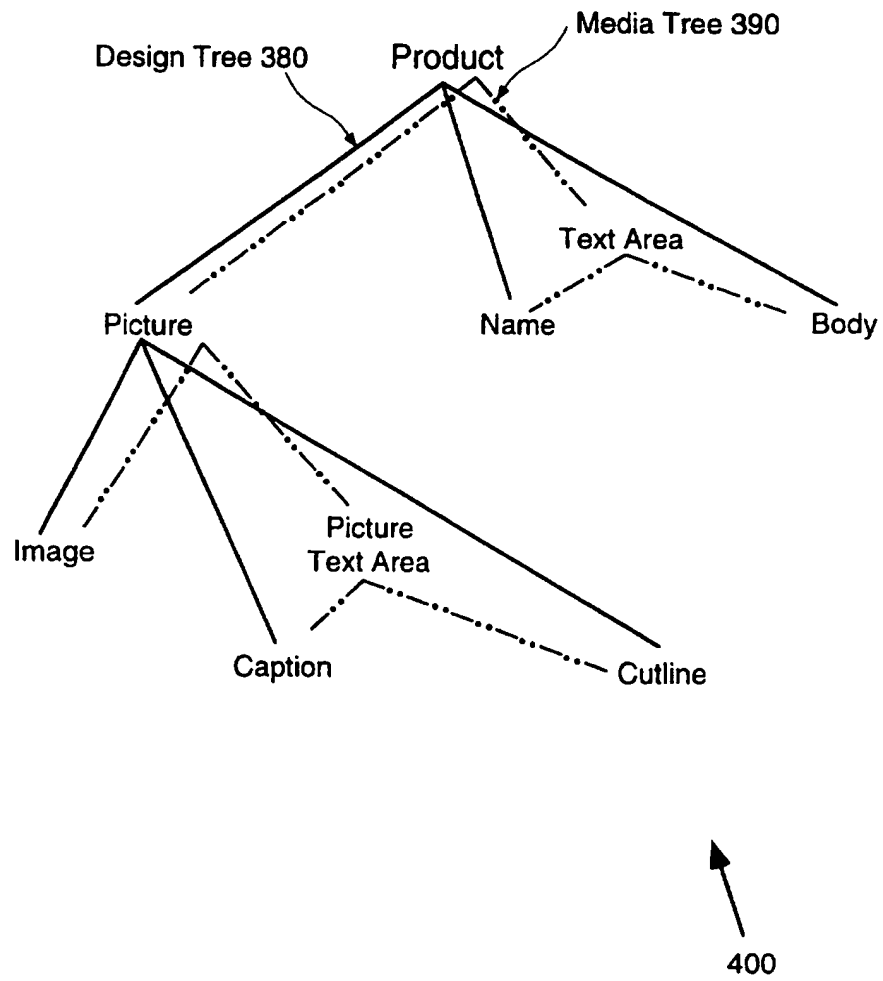 Media Tree 390
Design Tree 380
Product
Text Area
Picture
Name
Body
Picture
Text Area
Image
Caption
Cutline
400